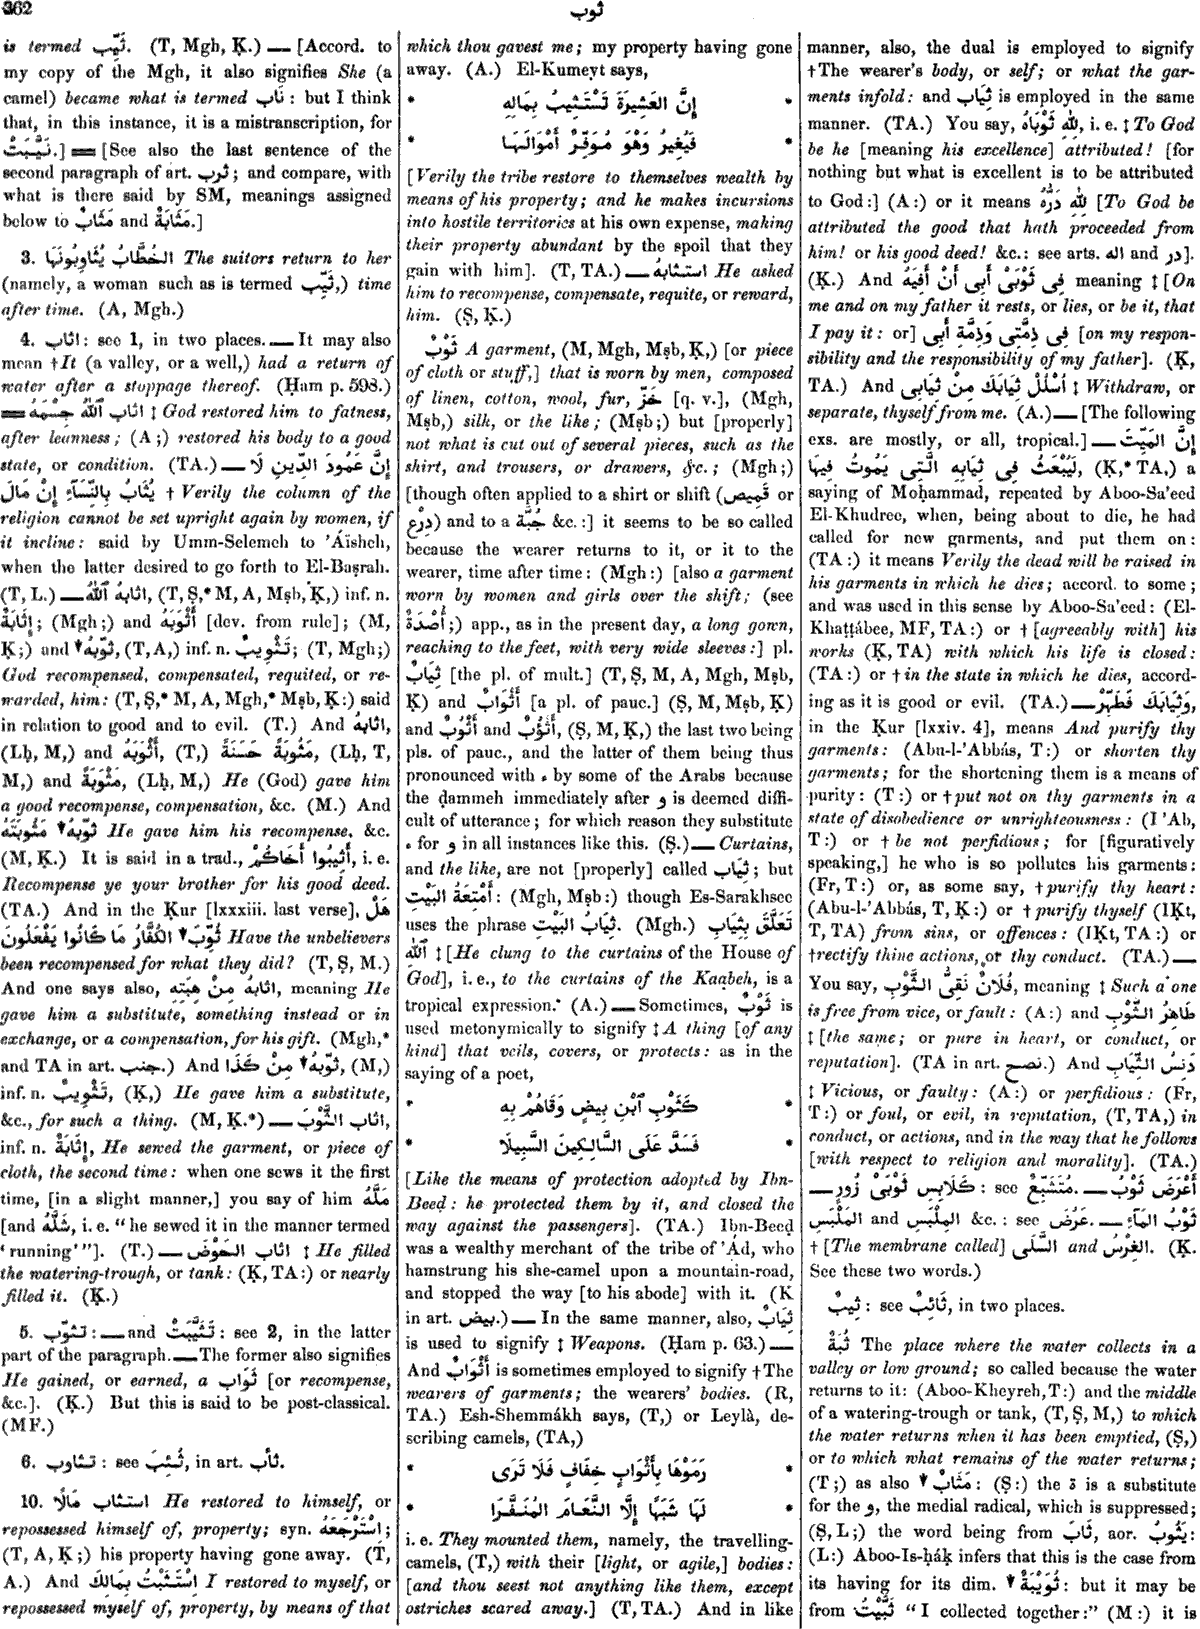 362
ثوب
is termed ثَيِّب. (T, Mgh, Ḳ.) — [Accord. to
my copy of the Mgh, it also signifies She (a
camel) became what is termed نَاب : but I think
that, in this instance, it is a mistranscription, for
نَيَّبَتْ.] = [See also the last sentence of the
second paragraph of art. ثرب; and compare, with
what is there said by SM, meanings assigned
below to مَثَابٌ and مَثَابَةٌ.]
3. الخُطَّابُ يُثَاوِبُونَهَا The suitors return to her
(namely, a woman such as is termed ثَيِّب,) time
after time. (A, Mgh.)
4. اثاب: see 1, in two places. — It may also
mean †It (a valley, or a well,) had a return of
water after a stoppage thereof. (Ḥam p. 598.)
= اثاب ٱللّٰهُ جِسْمَهُ ‡ God restored him to fatness,
after leanness; (A;) restored his body to a good
state, or condition. (TA.) — إِنَّ عَمُودَ الدِّينِ لَا
يُثَابُ بِالنِّسَآءِ إِنْ مَالَ † Verily the column of the
religion cannot be set upright again by women, if
it incline: said by Umm-Selemeh to 'Áïsheh,
when the latter desired to go forth to El-Baṣrah.
(T, L.) — اثابهُ ٱللّٰهُ, (T, Ṣ,* M, A, Mṣb, Ḳ,) inf. n.
إِثَابَةٌ; (Mgh;) and أَثْوَبَهُ [dev. from rule]; (M,
Ḳ;) and ▼ ثوّبهُ, (T, A,) inf. n. تَثْوِيبٌ; (T, Mgh;)
God recompensed, compensated, requited, or re-
warded, him: (T, Ṣ,* M, A, Mgh,* Mṣb, Ḳ:) said
in relation to good and to evil. (T.) And اثابهُ,
(Lḥ, M,) and أَثْوَبَهُ, (T,) مَثُوبَةً حَسَنَةً, (Lḥ, T,
M,) and مَثْوَبَةً, (Lḥ, M,) He (God) gave him
a good recompense, compensation, &c. (M.) And
▼ ثوّبهُ مَثُوبَتَهُ He gave him his recompense, &c.
(M, Ḳ.) It is said in a trad., أَثِيبُوا أَخَاكُمْ, i. e.
Recompense ye your brother for his good deed.
(TA.) And in the Ḳur [lxxxiii. last verse], هَلْ
▼ ثُوِّبَ الكُفَّارُ مَا كَانُوا يَفْعَلُونَ Have the unbelievers
been recompensed for what they did? (T, Ṣ, M.)
And one says also, اثابهُ مِنْ هِبَتِهِ, meaning He
gave him a substitute, something instead or in
exchange, or a compensation, for his gift. (Mgh,*
and TA in art. جنب.) And ▼ ثوّبهُ مِنْ كَذَا, (M,)
inf. n. تَثْوِيبٌ, (Ḳ,) He gave him a substitute,
&c., for such a thing. (M, Ḳ.*) — اثاب الثَّوْبَ,
inf. n. إِثَابَةٌ, He sewed the garment, or piece of
cloth, the second time: when one sews it the first
time, [in a slight manner,] you say of him مَلَّهُ
[and شَلَّهُ, i. e. "he sewed it in the manner termed
'running'"]. (T.) — اثاب الحَوْضَ ‡ He filled
the watering-trough, or tank: (Ḳ, TA:) or nearly
filled it. (Ḳ.)
5. تثوّب : — and تَثَيَّبَتْ : see 2, in the latter
part of the paragraph. — The former also signifies
He gained, or earned, a ثَوَاب [or recompense,
&c.]. (Ḳ.) But this is said to be post-classical.
(MF.)
6. تثاوب : see ثُئِبَ, in art. ثأب.
10. استثاب مَالًا He restored to himself, or
repossessed himself of, property; syn. اِسْتَرْجَعَهُ;
(T, A, Ḳ;) his property having gone away. (T,
A.) And اِسْتَثَبْتُ بِمَالِكَ I restored to myself, or
repossessed myself of, property, by means of that
which thou gavest me; my property having gone
away. (A.) El-Kumeyt says,
* إِنَّ العَشِيرَةَ تَسْتَثِيبُ بِمَالِهِ *
* فَيُغِيرُ وَهْوَ مُوَفِّرٌ أَمْوَالَهَا *
[Verily the tribe restore to themselves wealth by
means of his property; and he makes incursions
into hostile territories at his own expense, making
their property abundant by the spoil that they
gain with him]. (T, TA.) — استثابهُ He asked
him to recompense, compensate, requite, or reward,
him. (Ṣ, Ḳ.)
ثَوْبٌ A garment, (M, Mgh, Mṣb, Ḳ,) [or piece
of cloth or stuff,] that is worn by men, composed
of linen, cotton, wool, fur, خَزّ [q. v.], (Mgh,
Mṣb,) silk, or the like; (Mṣb;) but [properly]
not what is cut out of several pieces, such as the
shirt, and trousers, or drawers, &c.; (Mgh;)
[though often applied to a shirt or shift (قَمِيص or
دِرْع) and to a جُبَّة &c. :] it seems to be so called
because the wearer returns to it, or it to the
wearer, time after time: (Mgh:) [also a garment
worn by women and girls over the shift; (see
أُصْدَةٌ;) app., as in the present day, a long gown,
reaching to the feet, with very wide sleeves:] pl.
ثِيَابٌ [the pl. of mult.] (T, Ṣ, M, A, Mgh, Mṣb,
Ḳ) and أَثْوَابٌ [a pl. of pauc.] (Ṣ, M, Mṣb, Ḳ)
and أَثْوُبٌ and أَثْؤُبٌ, (Ṣ, M, Ḳ,) the last two being
pls. of pauc., and the latter of them being thus
pronounced with ء by some of the Arabs because
the ḍammeh immediately after و is deemed diffi-
cult of utterance; for which reason they substitute
ء for و in all instances like this. (Ṣ.) — Curtains,
and the like, are not [properly] called ثِيَاب; but
أَمْتِعَةُ البَيْتِ: (Mgh, Mṣb:) though Es-Sarakhsee
uses the phrase ثِيَابُ البَيْتِ. (Mgh.) تَعَلَّقَ بِثِيَابِ
ٱللّٰهِ ‡ [He clung to the curtains of the House of
God], i. e., to the curtains of the Kaạbeh, is a
tropical expression. (A.) — Sometimes, ثَوْبٌ is
used metonymically to signify ‡ A thing [of any
kind] that veils, covers, or protects: as in the
saying of a poet,
* كَثَوْبِ ٱبْنِ بِيضٍ وَقَاهُمْ بِهِ *
* فَسَدَّ عَلَى السَّالِكِينَ السَّبِيلَا *
[Like the means of protection adopted by Ibn-
Beeḍ: he protected them by it, and closed the
way against the passengers]. (TA.) Ibn-Beeḍ
was a wealthy merchant of the tribe of 'Ád, who
hamstrung his she-camel upon a mountain-road,
and stopped the way [to his abode] with it. (K
in art. بيض.) — In the same manner, also, ثِيَابٌ
is used to signify ‡ Weapons. (Ḥam p. 63.) —
And أَثْوَابٌ is sometimes employed to signify † The
wearers of garments; the wearers' bodies. (R,
TA.) Esh-Shemmákh says, (T,) or Leylà, de-
scribing camels, (TA,)
* رَمَوْهَا بِأَثْوَابٍ خِفَافٍ فَلَا تَرَى *
* لَهَا شَبَهًا إِلَّا النَّعَامَ المُنَفَّرَا *
i. e. They mounted them, namely, the travelling-
camels, (T,) with their [light, or agile,] bodies:
[and thou seest not anything like them, except
ostriches scared away.] (T, TA.) And in like
manner, also, the dual is employed to signify
† The wearer's body, or self; or what the gar-
ments infold: and ثِيَاب is employed in the same
manner. (TA.) You say, لِلّٰهِ ثَوْبَاهُ, i. e. ‡ To God
be he [meaning his excellence] attributed! [for
nothing but what is excellent is to be attributed
to God:] (A:) or it means لِلّٰهِ دَرُّهُ [To God be
attributed the good that hath proceeded from
him! or his good deed! &c.: see arts. اله and در].
(Ḳ.) And فِى ثَوْبَىْ أَبِى أَنْ أَفِيَهُ meaning ‡ [On
me and on my father it rests, or lies, or be it, that
I pay it: or] فِى ذِمَّتِى وَذِمَّةِ أَبِى [on my respon-
sibility and the responsibility of my father]. (Ḳ,
TA.) And اُسْلُلْ ثِيَابَكَ مِنْ ثِيَابِى ‡ Withdraw, or
separate, thyself from me. (A.) — [The following
exs. are mostly, or all, tropical.] — إِنَّ المَيِّتَ
لَيُبْعَثُ فِى ثِيَابِهِ الَّتِى يَمُوتُ فِيهَا, (Ḳ,* TA,) a
saying of Moḥammad, repeated by Aboo-Sa'eed
El-Khudree, when, being about to die, he had
called for new garments, and put them on:
(TA:) it means Verily the dead will be raised in
his garments in which he dies; accord. to some;
and was used in this sense by Aboo-Sa'eed: (El-
Khaṭṭábee, MF, TA:) or † [agreeably with] his
works (Ḳ, TA) with which his life is closed:
(TA:) or † in the state in which he dies, accord-
ing as it is good or evil. (TA.) — وَثِيَابَكَ فَطَهِّرْ,
in the Ḳur [lxxiv. 4], means And purify thy
garments: (Abu-l-'Abbás, T:) or shorten thy
garments; for the shortening them is a means of
purity: (T:) or † put not on thy garments in a
state of disobedience or unrighteousness: (I 'Ab,
T:) or † be not perfidious; for [figuratively
speaking,] he who is so pollutes his garments:
(Fr, T:) or, as some say, † purify thy heart:
(Abu-l-'Abbás, T, Ḳ:) or † purify thyself (IḲt,
T, TA) from sins, or offences: (IḲt, TA:) or
† rectify thine actions, or thy conduct. (TA.) —
You say, فُلَانٌ نَقِىُّ الثَّوْبِ, meaning ‡ Such a one
is free from vice, or fault: (A:) and طَاهِرُ الثَّوْبِ
‡ [the same; or pure in heart, or conduct, or
reputation]. (TA in art. نصح.) And دَنِسُ الثِّيَابِ
‡ Vicious, or faulty: (A:) or perfidious: (Fr,
T:) or foul, or evil, in reputation, (T, TA,) in
conduct, or actions, and in the way that he follows
[with respect to religion and morality]. (TA.)
— كَلَابِسِ ثَوْبَىْ زُورٍ : see مُتَشَبِّعٌ. — أَعْرَضَ ثَوْبُ
المَلْبَسِ and المِلْبَسِ &c. : see عَرُضَ. — ثَوْبُ المَآءِ
† [The membrane called] السَّلَى and الغِرْسُ. (Ḳ.
See these two words.)
ثِيبٌ : see ثَائِبٌ, in two places.
ثُبَةٌ The place where the water collects in a
valley or low ground; so called because the water
returns to it: (Aboo-Kheyreh, T:) and the middle
of a watering-trough or tank, (T, Ṣ, M,) to which
the water returns when it has been emptied, (Ṣ,)
or to which what remains of the water returns;
(T;) as also ▼ مَثَابٌ : (Ṣ:) the ة is a substitute
for the و, the medial radical, which is suppressed;
(Ṣ, L;) the word being from ثَابَ, aor. يَثُوبُ:
(L:) Aboo-Is-ḥáḳ infers that this is the case from
its having for its dim. ▼ ثُوَيْبَةٌ: but it may be
from ثَبَّيْتُ "I collected together:" (M:) it is